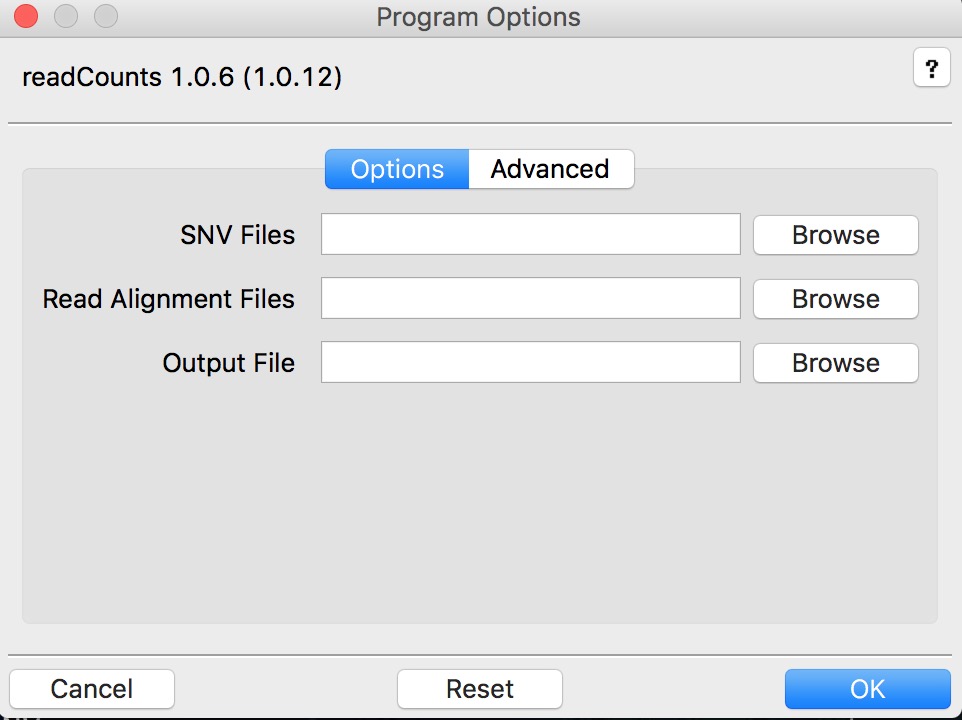 Program Options
readCounts 1.0.6 (1.0.12)
?
Options Advanced
SNV Files Browse
Read Alignment Files Browse
Output File Browse
Cancel Reset OK